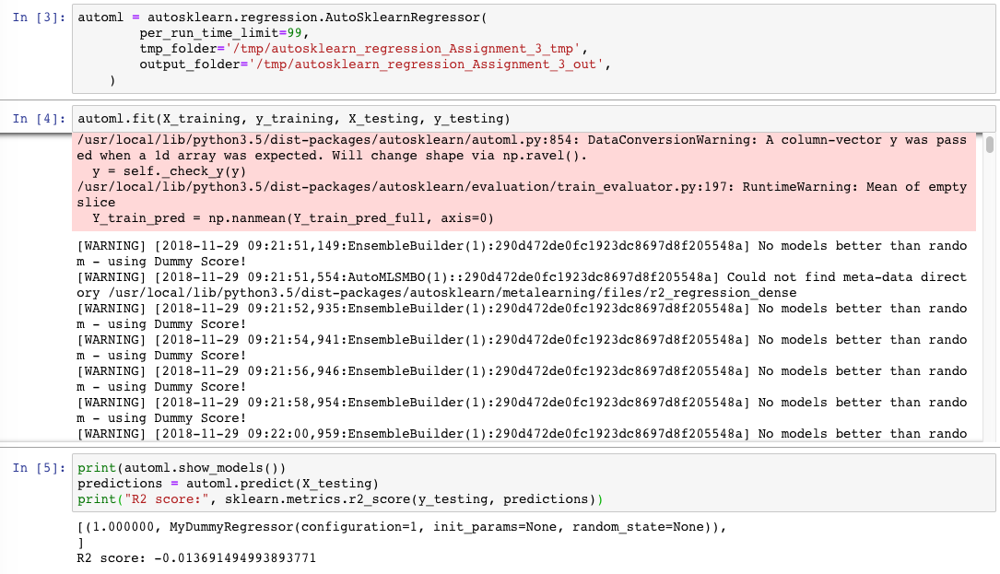 In [3]: automl = autosklearn.regression.AutoSklearnRegressor(
        per_run_time_limit=99,
        tmp_folder='/tmp/autosklearn_regression_Assignment_3_tmp',
        output_folder='/tmp/autosklearn_regression_Assignment_3_out',
    )
In [4]: automl.fit(X_training, y_training, X_testing, y_testing)
/usr/local/lib/python3.5/dist-packages/autosklearn/automl.py:854: DataConversionWarning: A column-vector y was pass
ed when a 1d array was expected. Will change shape via np.ravel().
  y = self._check_y(y)
/usr/local/lib/python3.5/dist-packages/autosklearn/evaluation/train_evaluator.py:197: RuntimeWarning: Mean of empty
slice
  Y_train_pred = np.nanmean(Y_train_pred_full, axis=0)
[WARNING] [2018-11-29 09:21:51,149:EnsembleBuilder(1):290d472de0fc1923dc8697d8f205548a] No models better than rando
m - using Dummy Score!
[WARNING] [2018-11-29 09:21:51,554:AutoMLSMBO(1)::290d472de0fc1923dc8697d8f205548a] Could not find meta-data direct
ory /usr/local/lib/python3.5/dist-packages/autosklearn/metalearning/files/r2_regression_dense
[WARNING] [2018-11-29 09:21:52,935:EnsembleBuilder(1):290d472de0fc1923dc8697d8f205548a] No models better than rando
m - using Dummy Score!
[WARNING] [2018-11-29 09:21:54,941:EnsembleBuilder(1):290d472de0fc1923dc8697d8f205548a] No models better than rando
m - using Dummy Score!
[WARNING] [2018-11-29 09:21:56,946:EnsembleBuilder(1):290d472de0fc1923dc8697d8f205548a] No models better than rando
m - using Dummy Score!
[WARNING] [2018-11-29 09:21:58,954:EnsembleBuilder(1):290d472de0fc1923dc8697d8f205548a] No models better than rando
m - using Dummy Score!
[WARNING] [2018-11-29 09:22:00,959:EnsembleBuilder(1):290d472de0fc1923dc8697d8f205548a] No models better than rando
In [5]: print(automl.show_models())
predictions = automl.predict(X_testing)
print("R2 score:", sklearn.metrics.r2_score(y_testing, predictions))
[(1.000000, MyDummyRegressor(configuration=1, init_params=None, random_state=None)),
]
R2 score: -0.013691494993893771